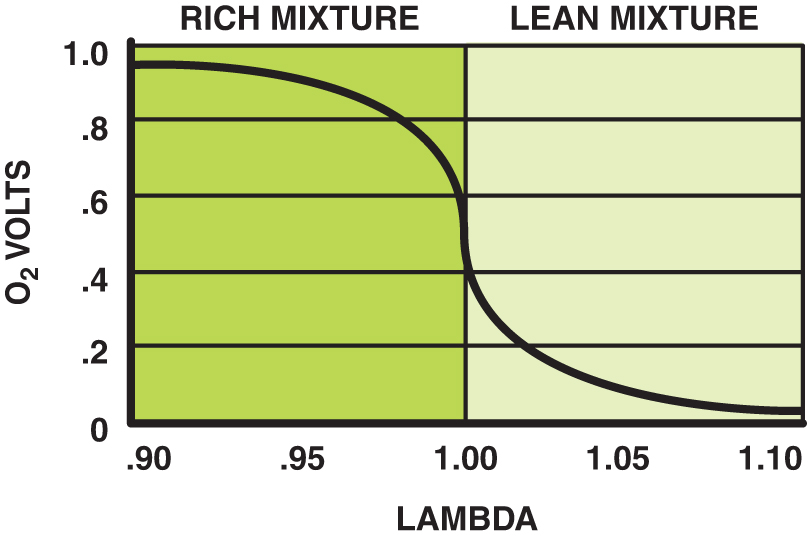 RICH MIXTURE LEAN MIXTURE
1.0
.8
.6
.4
.2
0
O₂ VOLTS
.90 .95 1.00 1.05 1.10
LAMBDA